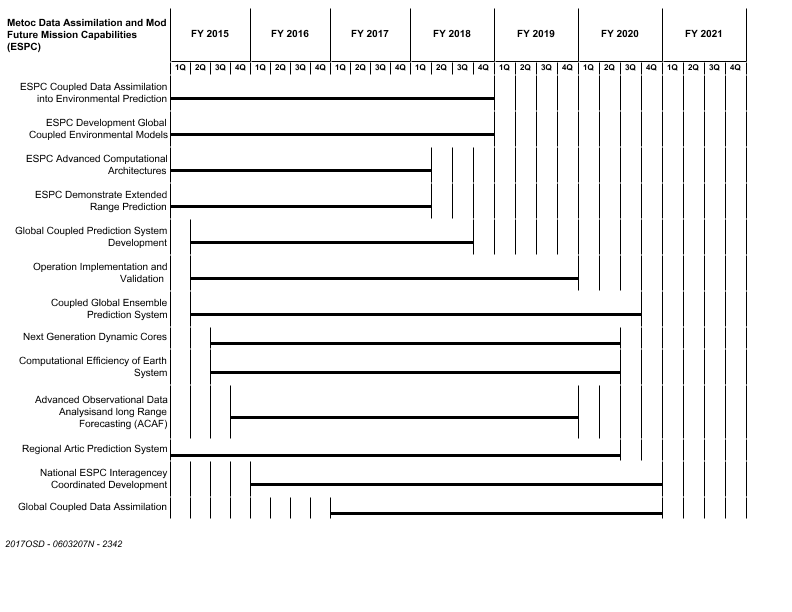 Metoc Data Assimilation and Mod
Future Mission Capabilities
(ESPC)
FY 2015 FY 2016 FY 2017 FY 2018 FY 2019 FY 2020 FY 2021
1Q 2Q 3Q 4Q 1Q 2Q 3Q 4Q 1Q 2Q 3Q 4Q 1Q 2Q 3Q 4Q 1Q 2Q 3Q 4Q 1Q 2Q 3Q 4Q 1Q 2Q 3Q 4Q
ESPC Coupled Data Assimilation
into Environmental Prediction
ESPC Development Global
Coupled Environmental Models
ESPC Advanced Computational
Architectures
ESPC Demonstrate Extended
Range Prediction
Global Coupled Prediction System
Development
Operation Implementation and
Validation
Coupled Global Ensemble
Prediction System
Next Generation Dynamic Cores
Computational Efficiency of Earth
System
Advanced Observational Data
Analysisand long Range
Forecasting (ACAF)
Regional Artic Prediction System
National ESPC Interagencey
Coordinated Development
Global Coupled Data Assimilation
2017OSD - 0603207N - 2342